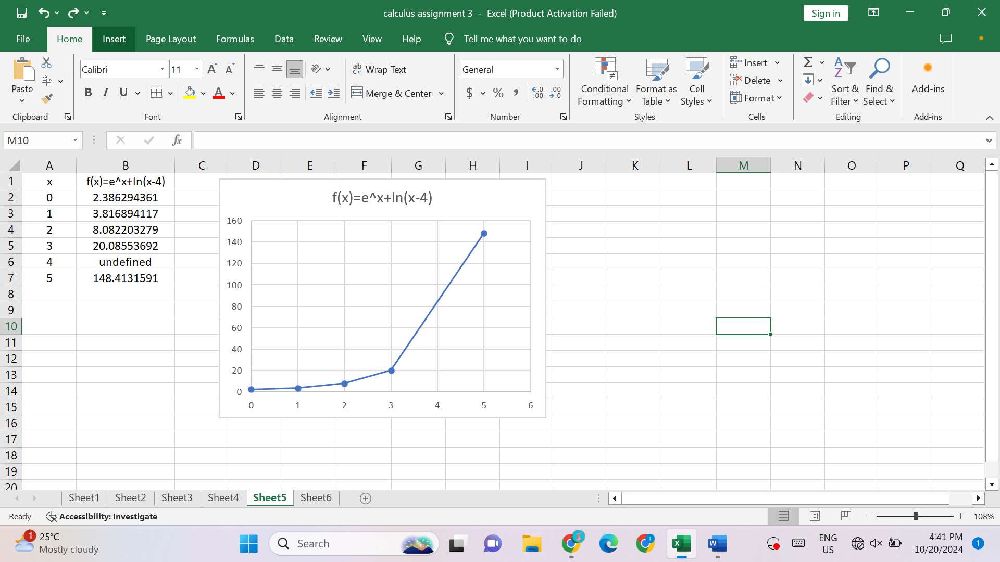 calculus assignment 3 - Excel (Product Activation Failed)
Sign in
File Home Insert Page Layout Formulas Data Review View Help Tell me what you want to do
Paste
Clipboard
Calibri 11
B I U A
Font
ab Wrap Text
Merge & Center
Alignment
General
$ % , .00 .0
Number
Conditional Formatting
Format as Table
Cell Styles
Styles
Insert
Delete
Format
Cells
Sort & Filter
Find & Select
Editing
Add-ins
Add-ins
M10
fx
A B C D E F G H I J K L M N O P Q
1 x f(x)=e^x+ln(x-4)
2 0 2.386294361
3 1 3.816894117
4 2 8.082203279
5 3 20.08553692
6 4 undefined
7 5 148.4131591
8
9
10
11
12
13
14
15
16
17
18
19
20
f(x)=e^x+ln(x-4)
160
140
120
100
80
60
40
20
0
0 1 2 3 4 5 6
Sheet1 Sheet2 Sheet3 Sheet4 Sheet5 Sheet6
Ready Accessibility: Investigate
108%
1 25°C
Mostly cloudy
Search
ENG
US
4:41 PM
10/20/2024
1